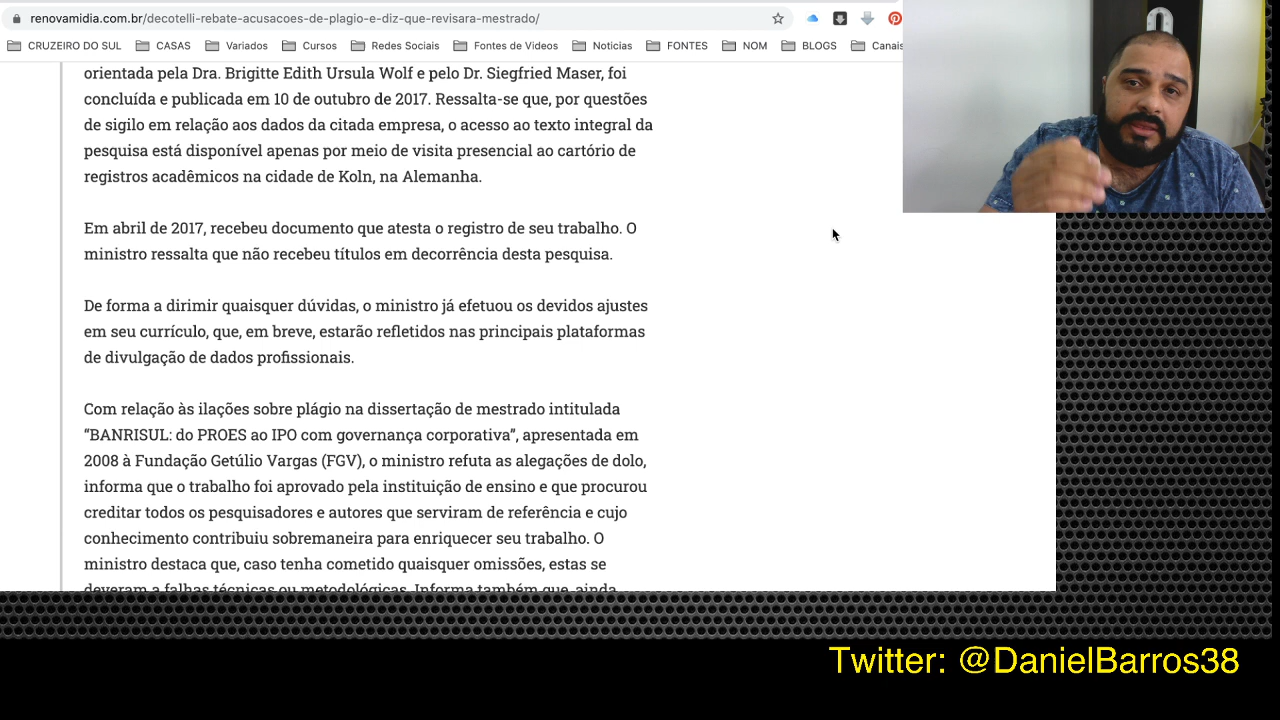 renovamidia.com.br/decotelli-rebate-acusacoes-de-plagio-e-diz-que-revisara-mestrado/
CRUZEIRO DO SUL CASAS Variados Cursos Redes Sociais Fontes de Videos Noticias FONTES NOM BLOGS Canais
orientada pela Dra. Brigitte Edith Ursula Wolf e pelo Dr. Siegfried Maser, foi
concluída e publicada em 10 de outubro de 2017. Ressalta-se que, por questões
de sigilo em relação aos dados da citada empresa, o acesso ao texto integral da
pesquisa está disponível apenas por meio de visita presencial ao cartório de
registros acadêmicos na cidade de Koln, na Alemanha.
Em abril de 2017, recebeu documento que atesta o registro de seu trabalho. O
ministro ressalta que não recebeu títulos em decorrência desta pesquisa.
De forma a dirimir quaisquer dúvidas, o ministro já efetuou os devidos ajustes
em seu currículo, que, em breve, estarão refletidos nas principais plataformas
de divulgação de dados profissionais.
Com relação às ilações sobre plágio na dissertação de mestrado intitulada
“BANRISUL: do PROES ao IPO com governança corporativa”, apresentada em
2008 à Fundação Getúlio Vargas (FGV), o ministro refuta as alegações de dolo,
informa que o trabalho foi aprovado pela instituição de ensino e que procurou
creditar todos os pesquisadores e autores que serviram de referência e cujo
conhecimento contribuiu sobremaneira para enriquecer seu trabalho. O
ministro destaca que, caso tenha cometido quaisquer omissões, estas se
deveram a falhas técnicas ou metodológicas. Informa também que, ainda
Twitter: @DanielBarros38